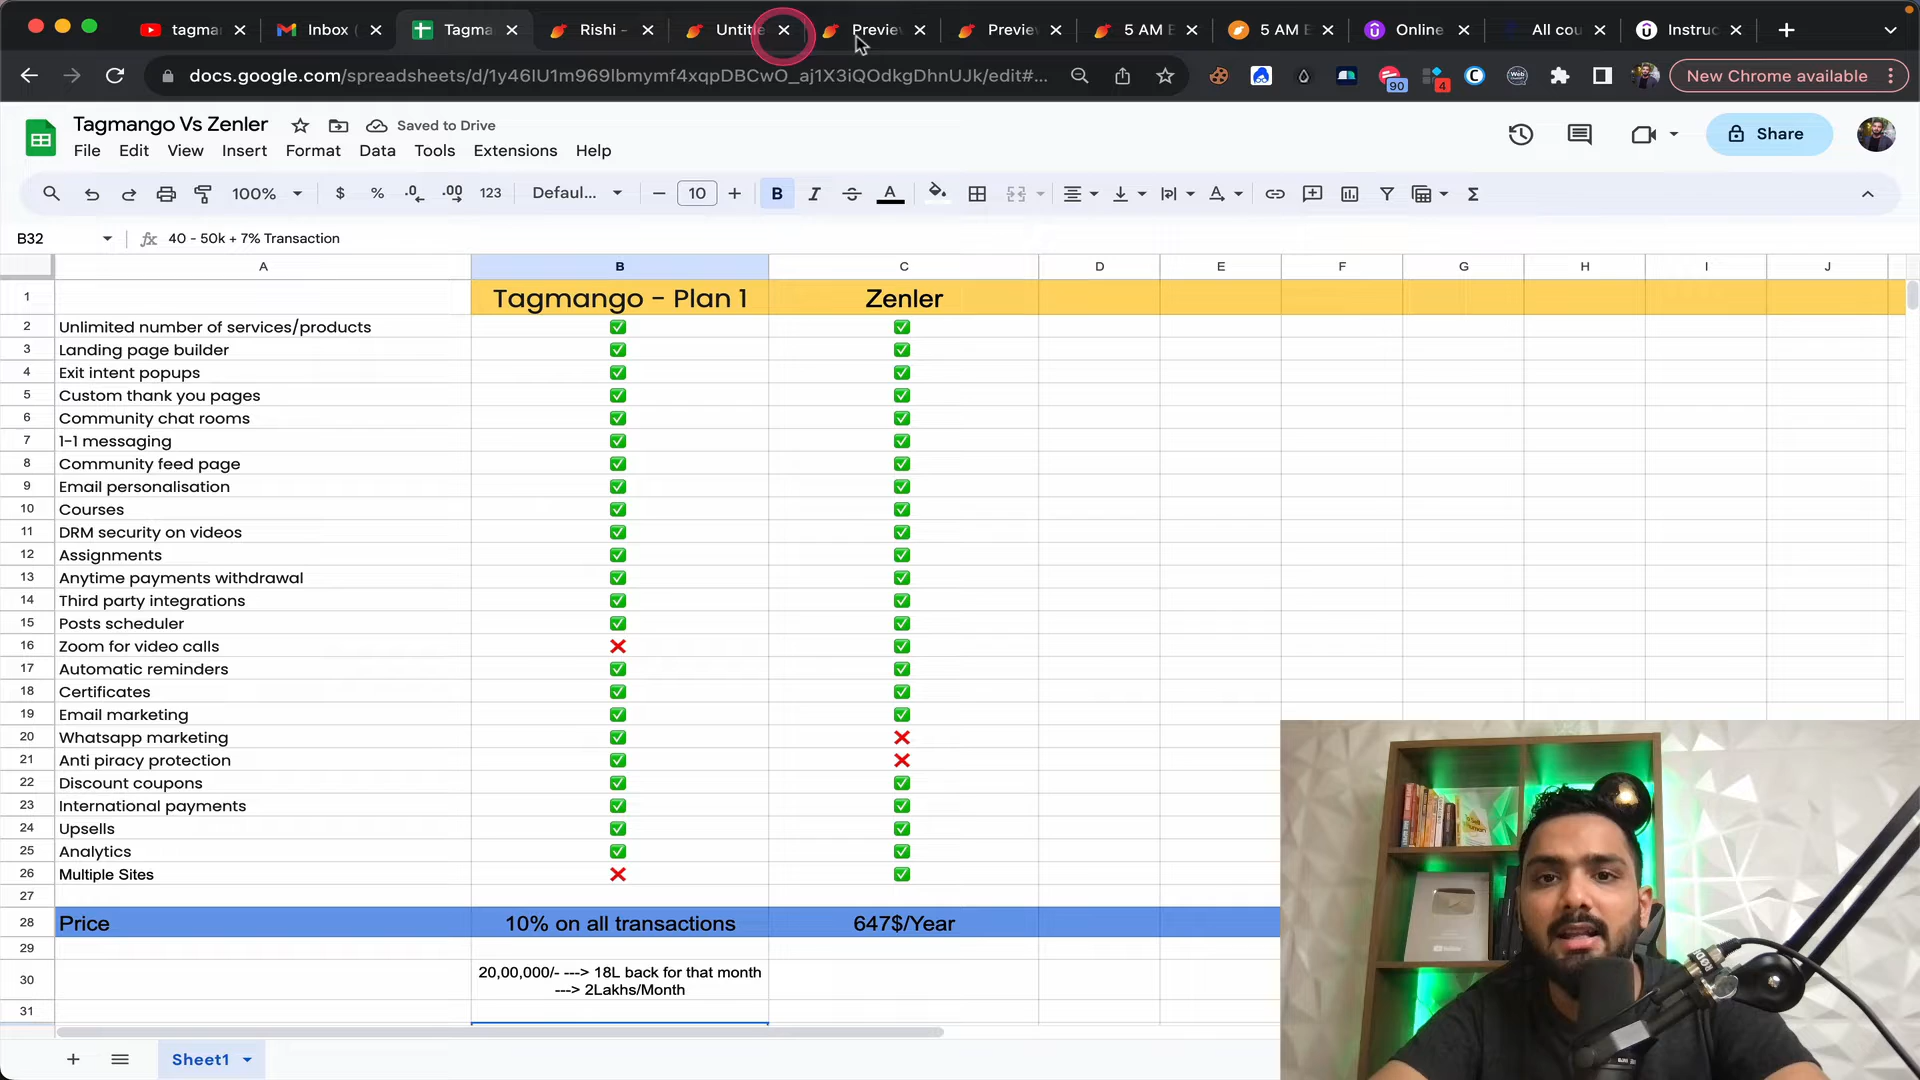 tagma
Inbox (
Tagma
Rishi -
Untitle
Preview
Preview
5 AM E
5 AM E
Online
All cou
Instruc
docs.google.com/spreadsheets/d/1y46IU1m969lbmymf4xqpDBCwO_aj1X3iQOdkgDhnUJk/edit#...
90
4
New Chrome available
Tagmango Vs Zenler
Saved to Drive
File Edit View Insert Format Data Tools Extensions Help
Share
100% $ % .0 .00 123 Defaul... 10 B I A
B32 fx 40 - 50k + 7% Transaction
A B C D E F G H I J
1 Tagmango - Plan 1 Zenler
2 Unlimited number of services/products ✅ ✅
3 Landing page builder ✅ ✅
4 Exit intent popups ✅ ✅
5 Custom thank you pages ✅ ✅
6 Community chat rooms ✅ ✅
7 1-1 messaging ✅ ✅
8 Community feed page ✅ ✅
9 Email personalisation ✅ ✅
10 Courses ✅ ✅
11 DRM security on videos ✅ ✅
12 Assignments ✅ ✅
13 Anytime payments withdrawal ✅ ✅
14 Third party integrations ✅ ✅
15 Posts scheduler ✅ ✅
16 Zoom for video calls ❌ ✅
17 Automatic reminders ✅ ✅
18 Certificates ✅ ✅
19 Email marketing ✅ ✅
20 Whatsapp marketing ✅ ❌
21 Anti piracy protection ✅ ❌
22 Discount coupons ✅ ✅
23 International payments ✅ ✅
24 Upsells ✅ ✅
25 Analytics ✅ ✅
26 Multiple Sites ❌ ✅
27
28 Price 10% on all transactions 647$/Year
29
30 20,00,000/- ---> 18L back for that month
---> 2Lakhs/Month
31
Sheet1
RØDE